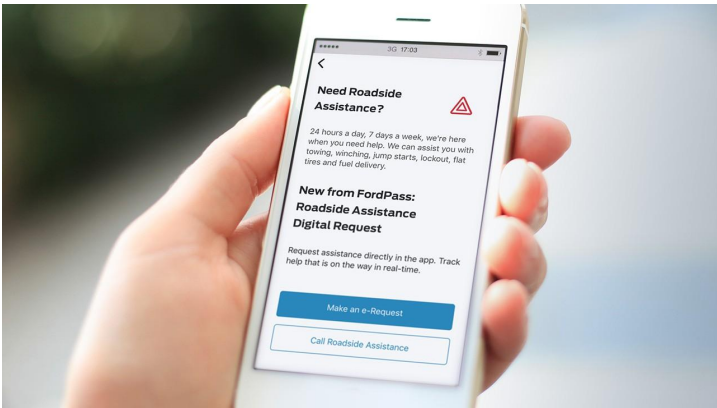 3G 17:03
Need Roadside
Assistance?
24 hours a day, 7 days a week, we're here
when you need help. We can assist you with
towing, winching, jump starts, lockout, flat
tires and fuel delivery.
New from FordPass:
Roadside Assistance
Digital Request
Request assistance directly in the app. Track
help that is on the way in real-time.
Make an e-Request
Call Roadside Assistance